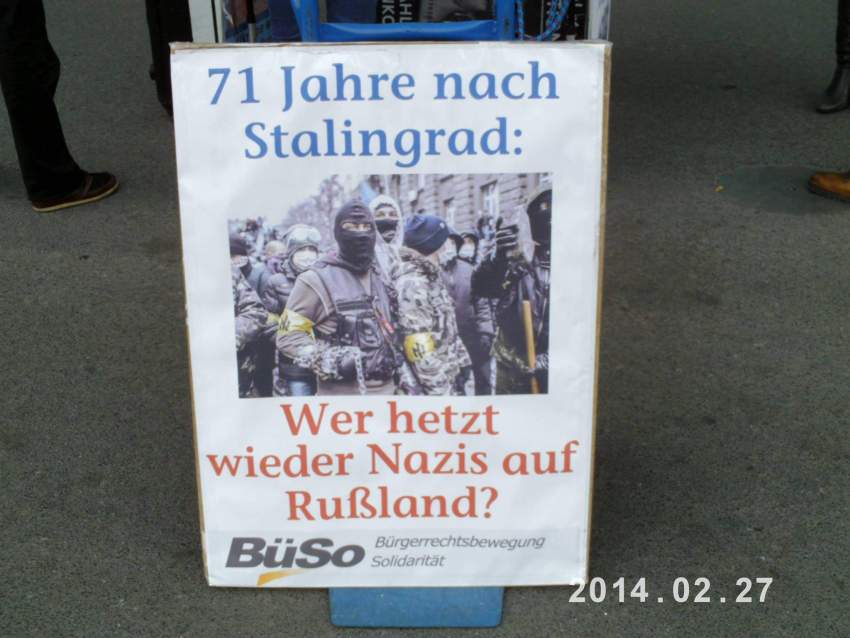 71 Jahre nach
Stalingrad:
Wer hetzt
wieder Nazis auf
Rußland?
BüSo
Bürgerrechtsbewegung
Solidarität
2014.02.27